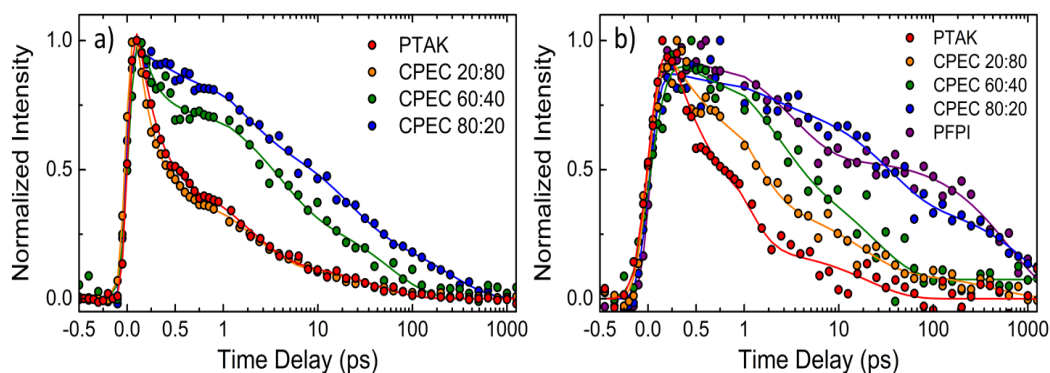 a)
PTAK
CPEC 20:80
CPEC 60:40
CPEC 80:20
Normalized Intensity
1.0
0.5
0.0
-0.5 0.0 0.5 1 10 100 1000
Time Delay (ps)
b)
PTAK
CPEC 20:80
CPEC 60:40
CPEC 80:20
PFPI
Normalized Intensity
1.0
0.5
0.0
-0.5 0.0 0.5 1 10 100 1000
Time Delay (ps)